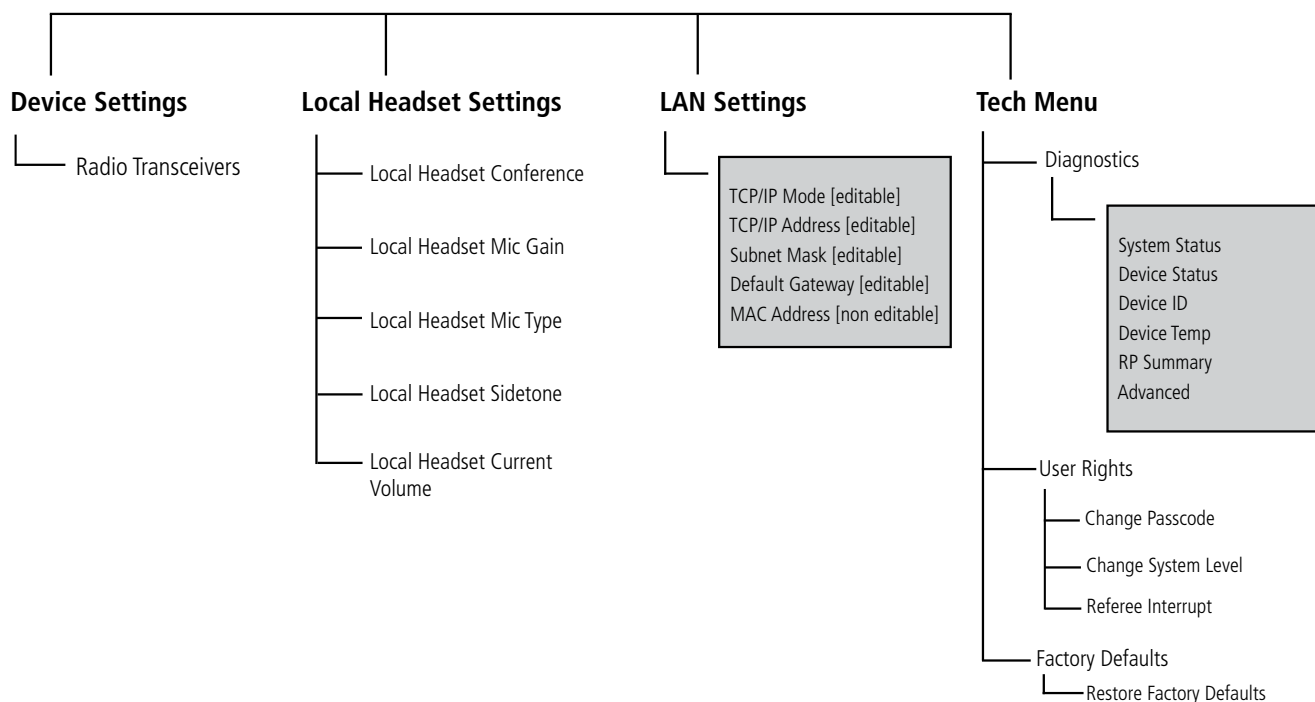 Device Settings
Radio Transceivers
Local Headset Settings
Local Headset Conference
Local Headset Mic Gain
Local Headset Mic Type
Local Headset Sidetone
Local Headset Current
Volume
LAN Settings
TCP/IP Mode [editable]
TCP/IP Address [editable]
Subnet Mask [editable]
Default Gateway [editable]
MAC Address [non editable]
Tech Menu
Diagnostics
System Status
Device Status
Device ID
Device Temp
RP Summary
Advanced
User Rights
Change Passcode
Change System Level
Referee Interrupt
Factory Defaults
Restore Factory Defaults